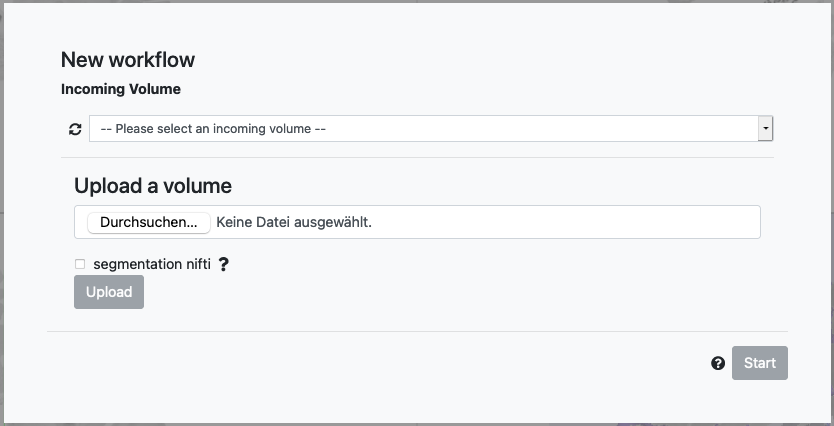 New workflow
Incoming Volume
-- Please select an incoming volume --
Upload a volume
Durchsuchen... Keine Datei ausgewählt.
segmentation nifti ?
Upload
? Start